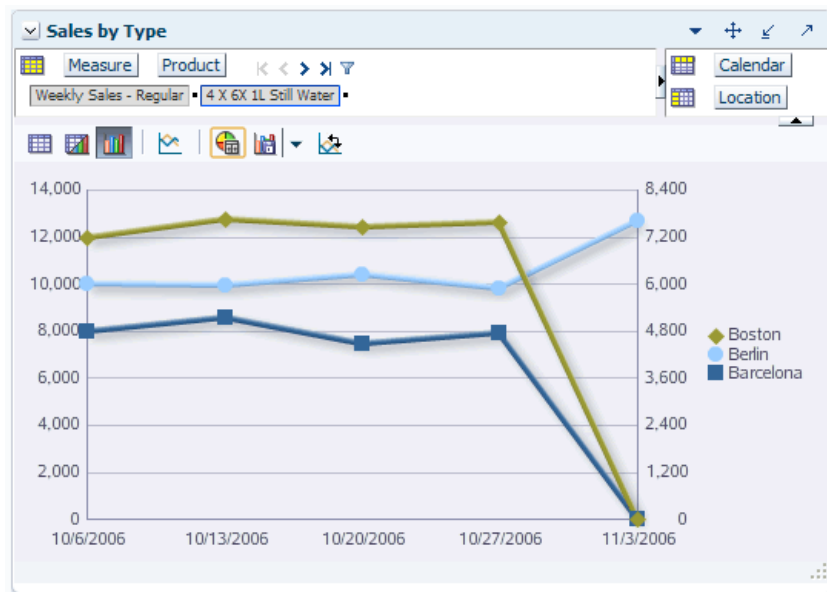 Sales by Type
Measure Product
Calendar
Weekly Sales - Regular 4 X 6X 1L Still Water
Location
14,000 8,400
12,000 7,200
10,000 6,000
8,000 4,800
6,000 3,600
4,000 2,400
2,000 1,200
0 0
Boston
Berlin
Barcelona
10/6/2006 10/13/2006 10/20/2006 10/27/2006 11/3/2006